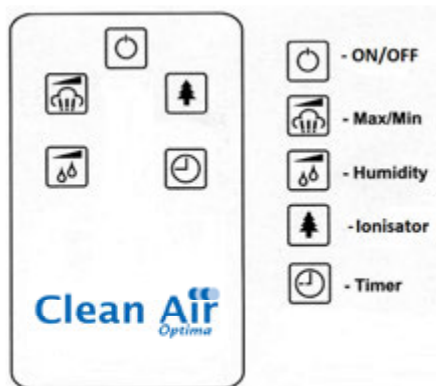 - ON/OFF
- Max/Min
- Humidity
- Ionisator
- Timer
Clean Air
Optima